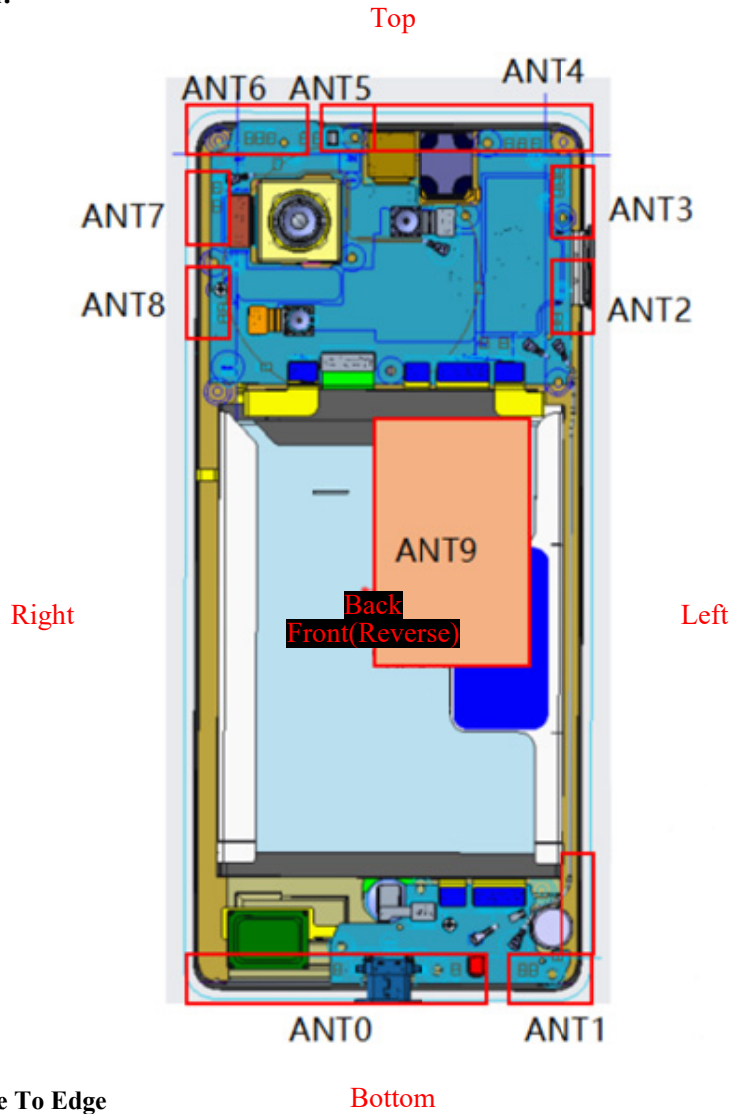 Top
ANT4
ANT6 ANT5
ANT7
ANT3
ANT8
ANT2
ANT9
Back
Front(Reverse)
Right
Left
ANT0
ANT1
Bottom
To Edge